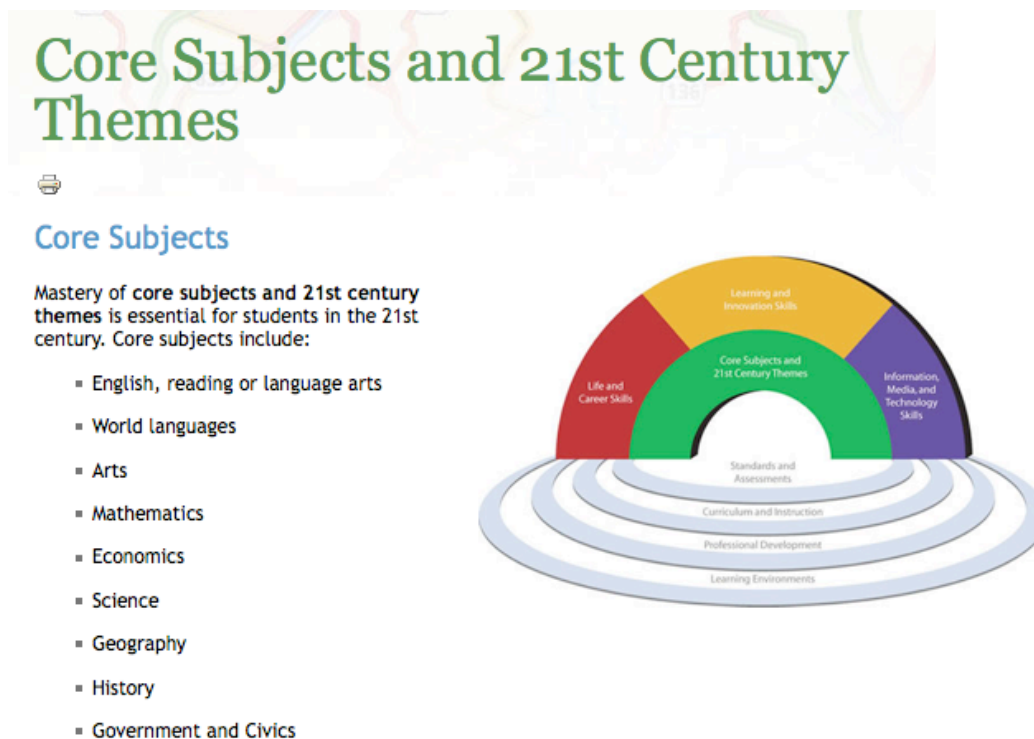 Core Subjects and 21st Century
Themes
Core Subjects
Mastery of core subjects and 21st century
themes is essential for students in the 21st
century. Core subjects include:
English, reading or language arts
World languages
Arts
Mathematics
Economics
Science
Geography
History
Government and Civics
Learning and
Innovation Skills
Core Subjects and
21st Century Themes
Life and
Career Skills
Information,
Media, and
Technology
Skills
Standards and
Assessments
Curriculum and Instruction
Professional Development
Learning Environments